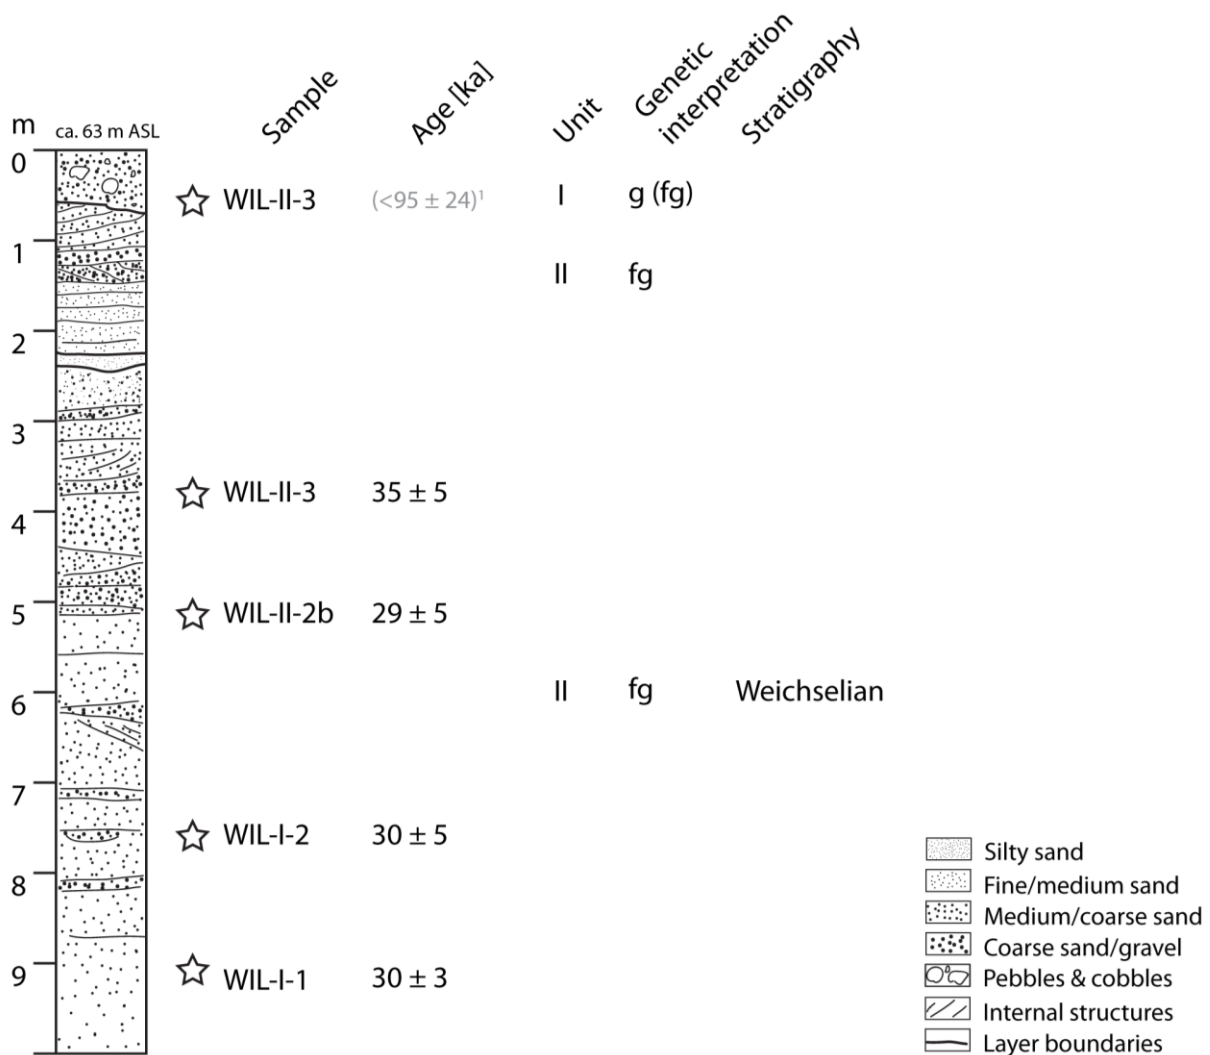 m
ca. 63 m ASL
Sample
Age [ka]
Unit
Genetic
interpretation
Stratigraphy
0
WIL-II-3
(<95 ± 24)¹
I
g (fg)
1
II
fg
2
3
WIL-II-3
35 ± 5
4
5
WIL-II-2b
29 ± 5
6
II
fg
Weichselian
7
WIL-I-2
30 ± 5
8
9
WIL-I-1
30 ± 3
Silty sand
Fine/medium sand
Medium/coarse sand
Coarse sand/gravel
Pebbles & cobbles
Internal structures
Layer boundaries